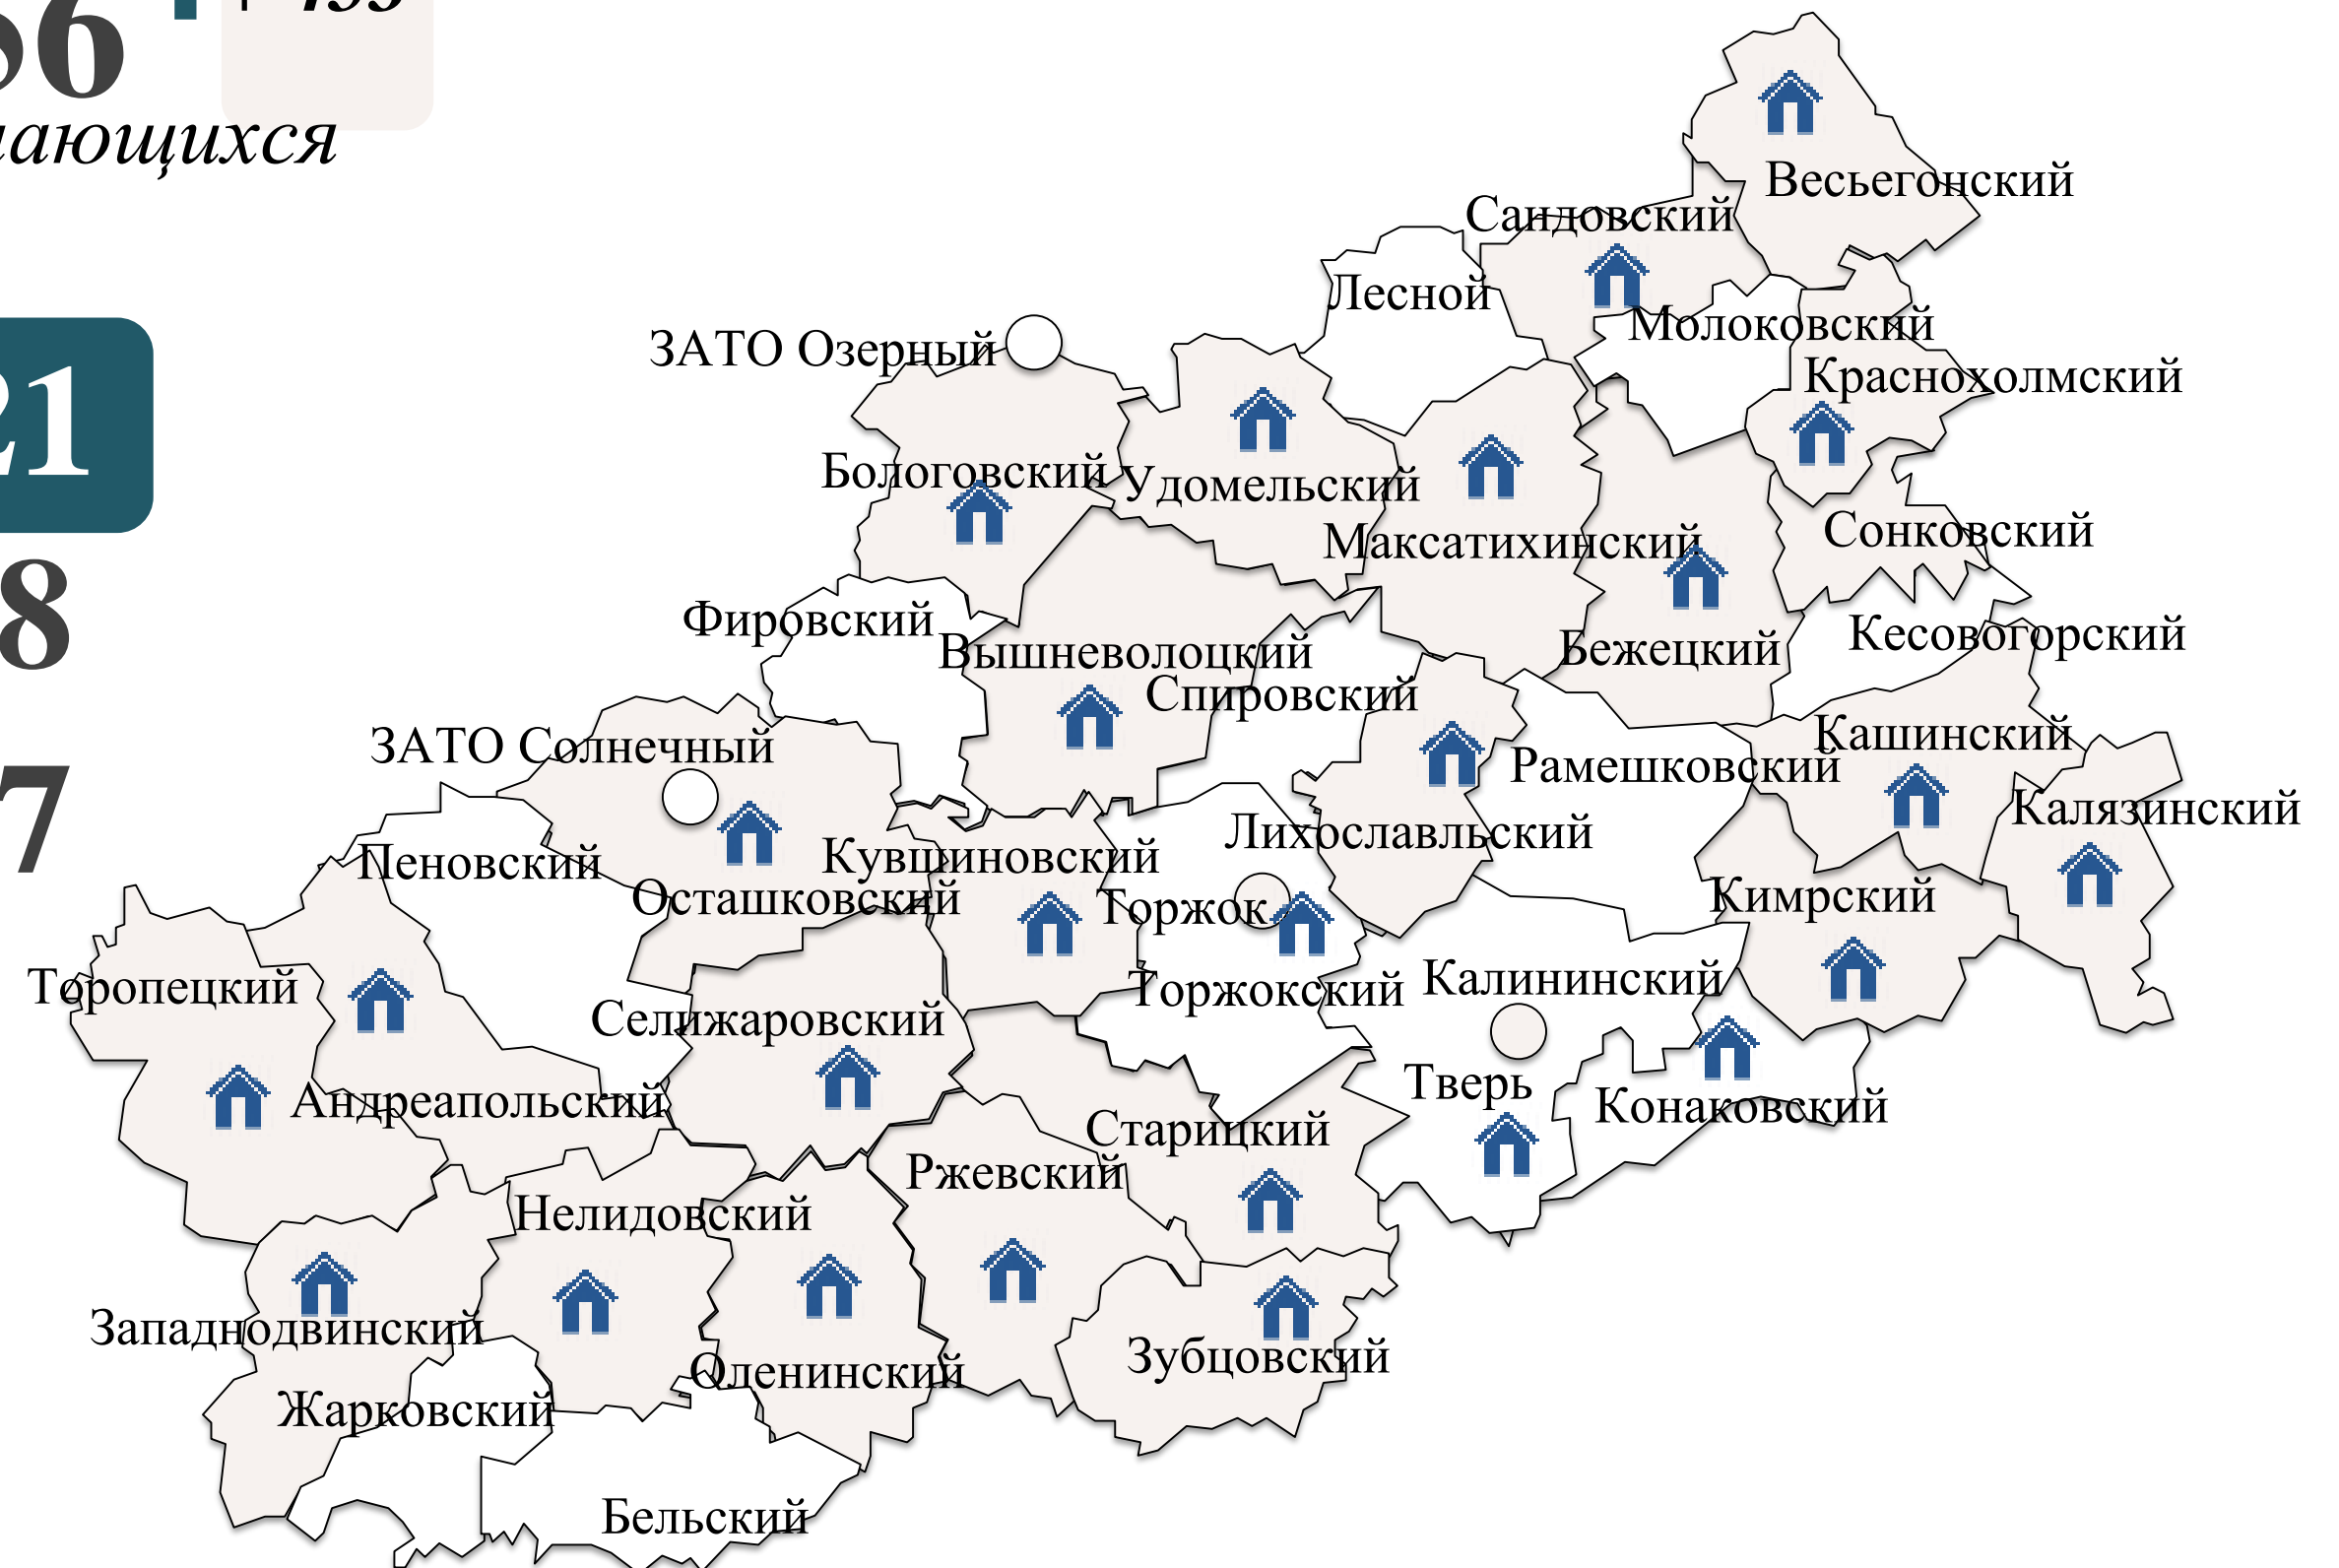 Весьегонский
Сандовский
Лесной
Молоковский
ЗАТО Озерный
21
Краснохолмский
Бологовский
Удомельский
Сонковский
Максатихинский
8
Фировский
Кесовогорский
Вышневолоцкий
Бежецкий
Спировский
ЗАТО Солнечный
Кашинский
Рамешковский
7
Калязинский
Лихославльский
Пеновский
Кувшиновский
Осташковский
Кимрский
Торжок
Калининский
Торопецкий
Торжокский
Селижаровский
Тверь
Андреапольский
Конаковский
Старицкий
Ржевский
Нелидовский
Западнодвинский
Зубцовский
Оленинский
Жарковский
Бельский